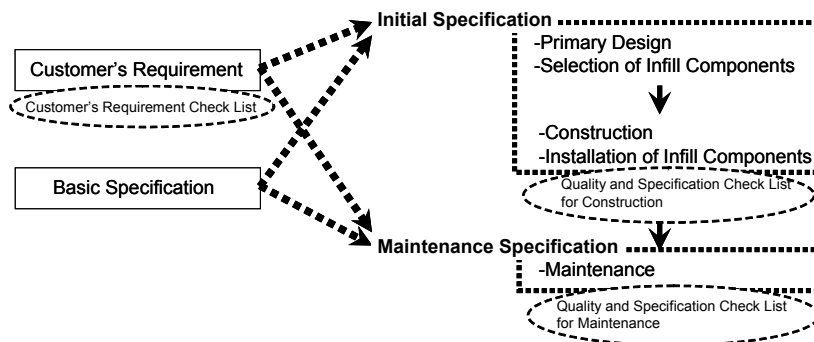 Initial Specification
-Primary Design
-Selection of Infill Components
Customer's Requirement
Customer's Requirement Check List
-Construction
-Installation of Infill Components
Basic Specification
Quality and Specification Check List
for Construction
Maintenance Specification
-Maintenance
Quality and Specification Check List
for Maintenance